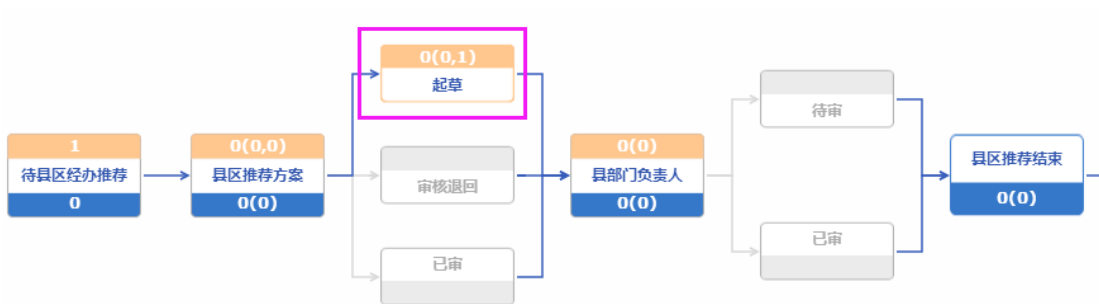 1
待县区经办推荐
0
0(0,0)
县区推荐方案
0(0)
0(0,1)
起草
审核退回
已审
0(0)
县部门负责人
0(0)
待审
已审
县区推荐结束
0(0)